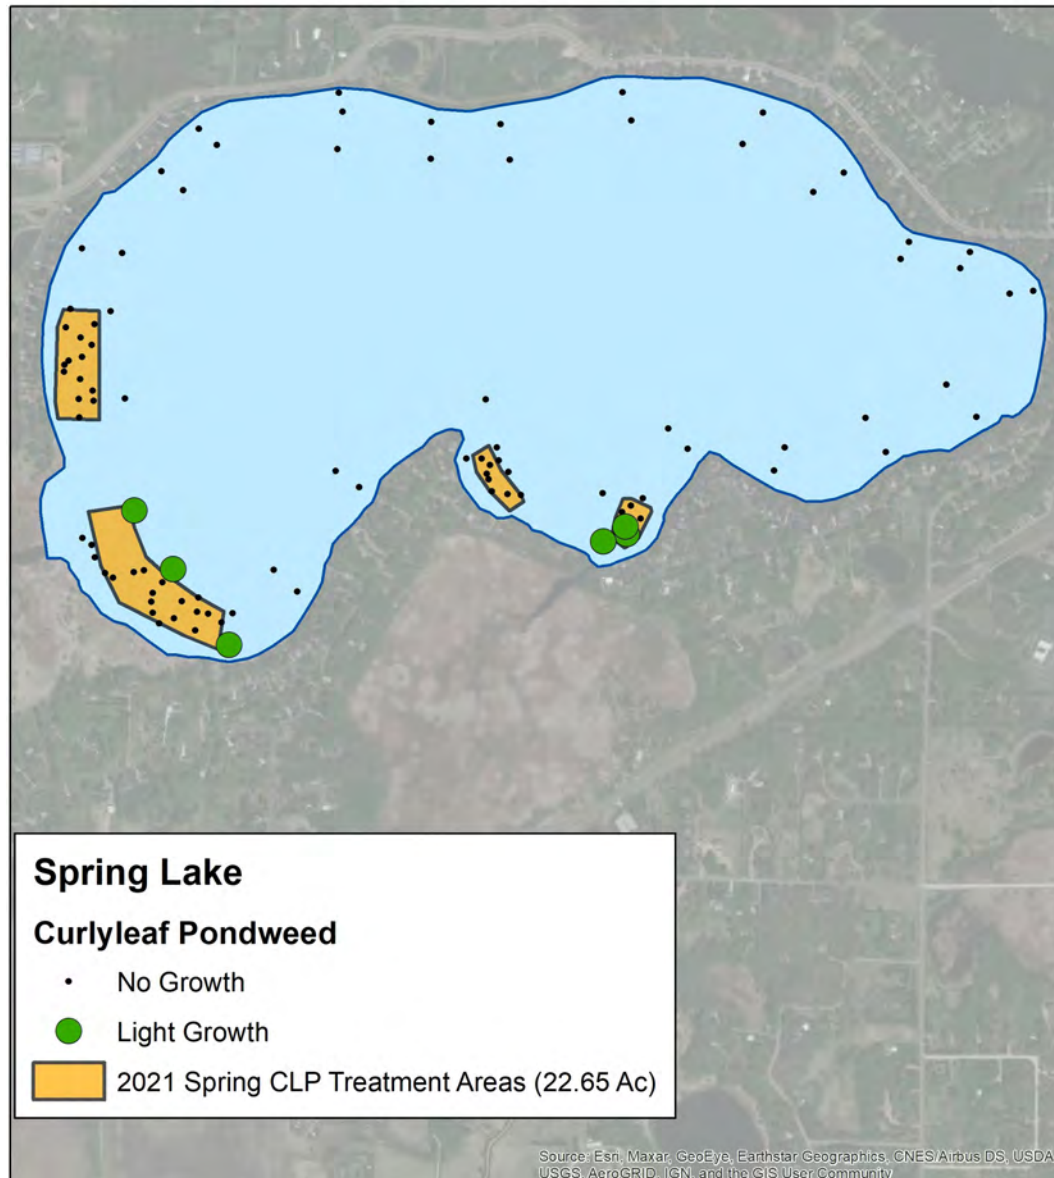 Spring Lake
Curlyleaf Pondweed
No Growth
Light Growth
2021 Spring CLP Treatment Areas (22.65 Ac)
Source: Esri, Maxar, GeoEye, Earthstar Geographics, CNES/Airbus DS, USDA,
USGS, AeroGRID, IGN, and the GIS User Community